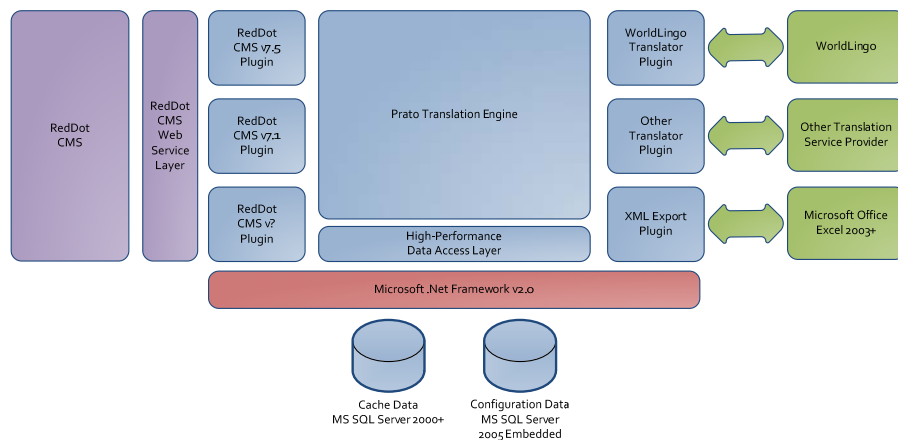 RedDot
CMS
RedDot
CMS
Web
Service
Layer
RedDot
CMS v7.5
Plugin
RedDot
CMS v7.1
Plugin
RedDot
CMS v?
Plugin
Prato Translation Engine
High-Performance
Data Access Layer
WorldLingo
Translator
Plugin
Other
Translator
Plugin
XML Export
Plugin
WorldLingo
Other Translation
Service Provider
Microsoft Office
Excel 2003+
Microsoft .Net Framework v2.0
Cache Data
MS SQL Server 2000+
Configuration Data
MS SQL Server
2005 Embedded